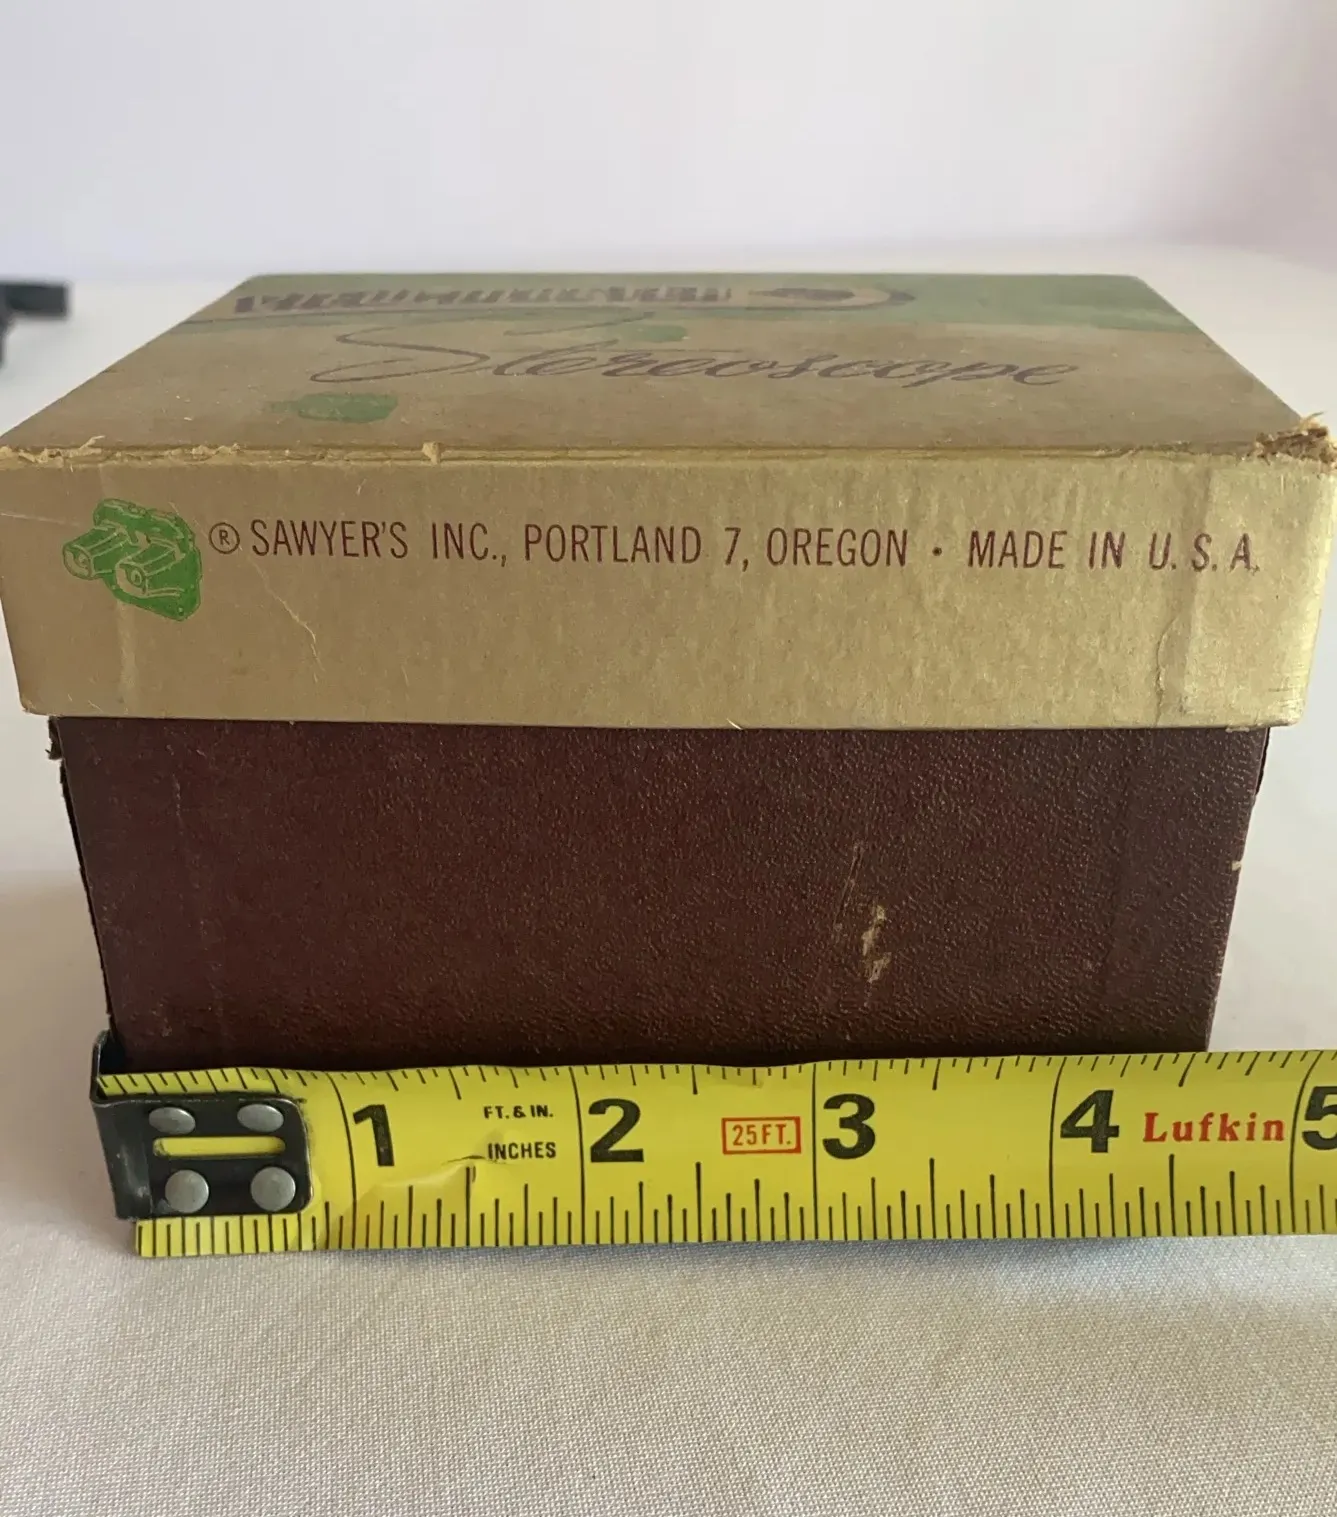 Stereoscope
® SAWYER'S INC., PORTLAND 7, OREGON • MADE IN U.S.A.
1 FT. & IN. INCHES 2 25FT. 3 4 Lufkin 5